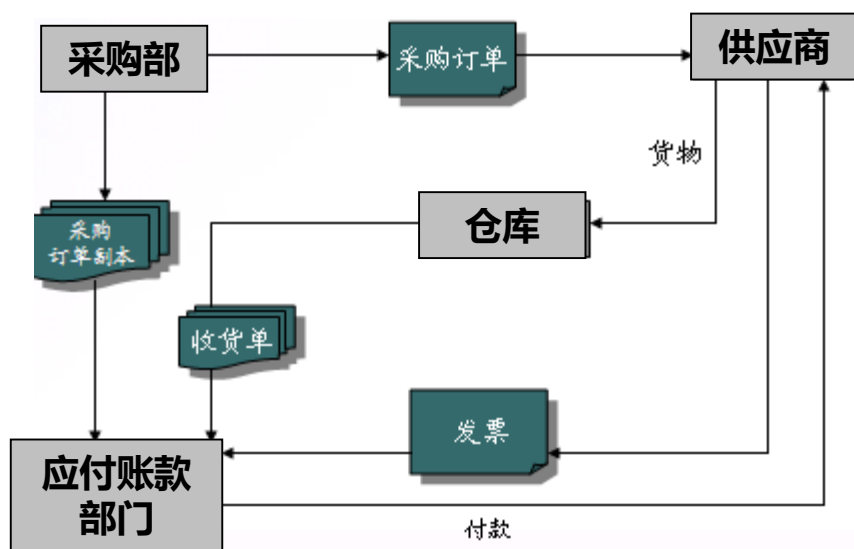 采购部
采购订单
供应商
货物
采购
订单副本
仓库
收货单
发票
应付账款
部门
付款